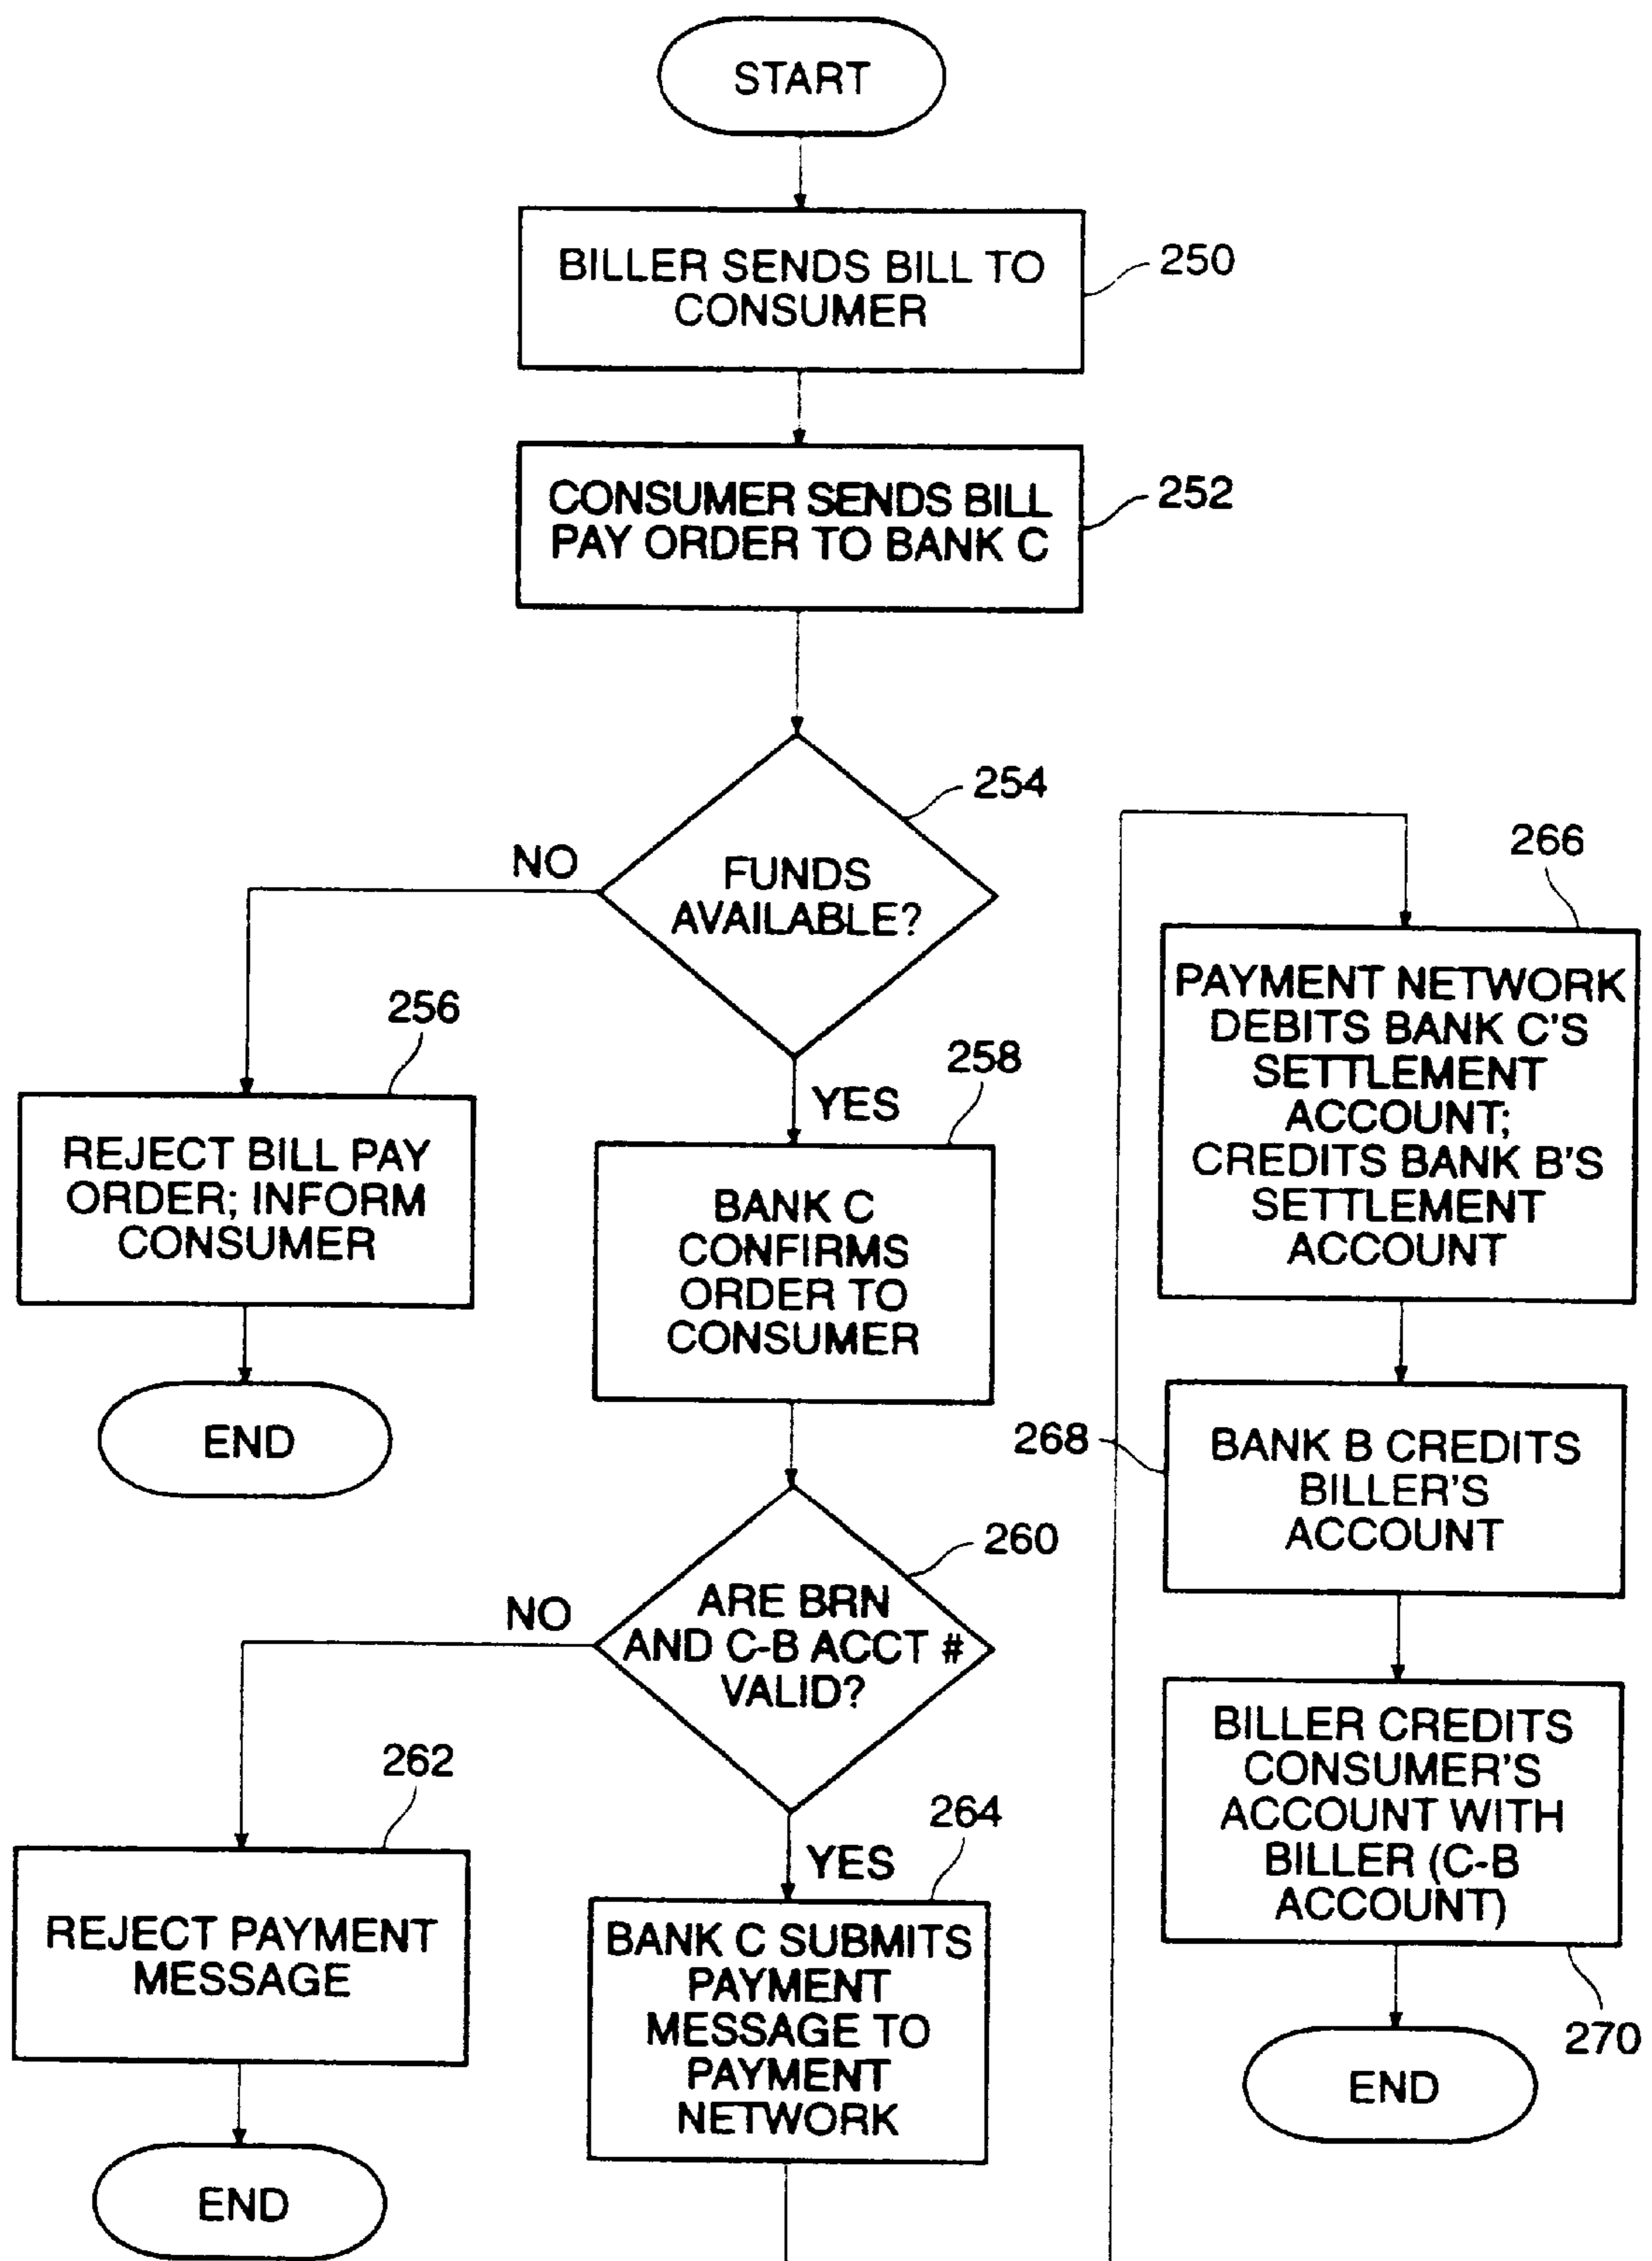 START
BILLER SENDS BILL TO
CONSUMER
250
CONSUMER SENDS BILL
PAY ORDER TO BANK C
252
254
FUNDS
AVAILABLE?
NO
256
REJECT BILL PAY
ORDER; INFORM
CONSUMER
END
YES
258
BANK C
CONFIRMS
ORDER TO
CONSUMER
260
ARE BRN
AND C-B ACCT #
VALID?
NO
262
REJECT PAYMENT
MESSAGE
END
YES
264
BANK C SUBMITS
PAYMENT
MESSAGE TO
PAYMENT
NETWORK
266
PAYMENT NETWORK
DEBITS BANK C'S
SETTLEMENT
ACCOUNT;
CREDITS BANK B'S
SETTLEMENT
ACCOUNT
268
BANK B CREDITS
BILLER'S
ACCOUNT
BILLER CREDITS
CONSUMER'S
ACCOUNT WITH
BILLER (C-B
ACCOUNT)
270
END